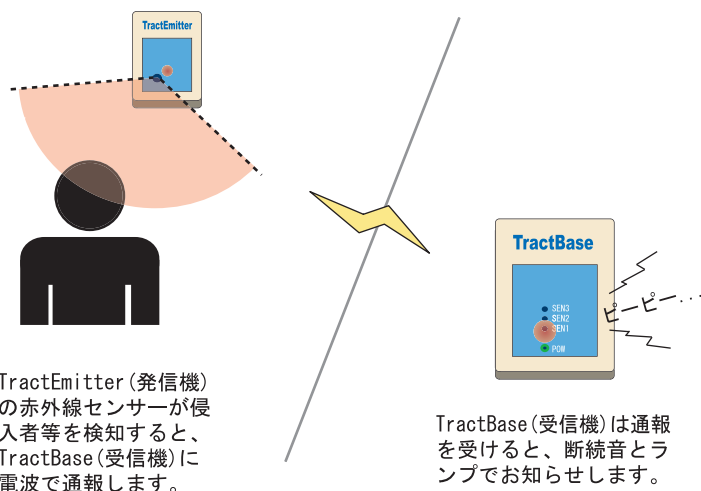 TractEmitter
TractBase
SEN3
SEN2
SEN1
POW
ピピー・・・
TractEmitter(発信機)
の赤外線センサーが侵
入者等を検知すると、
TractBase(受信機)に
電波で通報します。
TractBase(受信機)は通報
を受けると、断続音とラ
ンプでお知らせします。